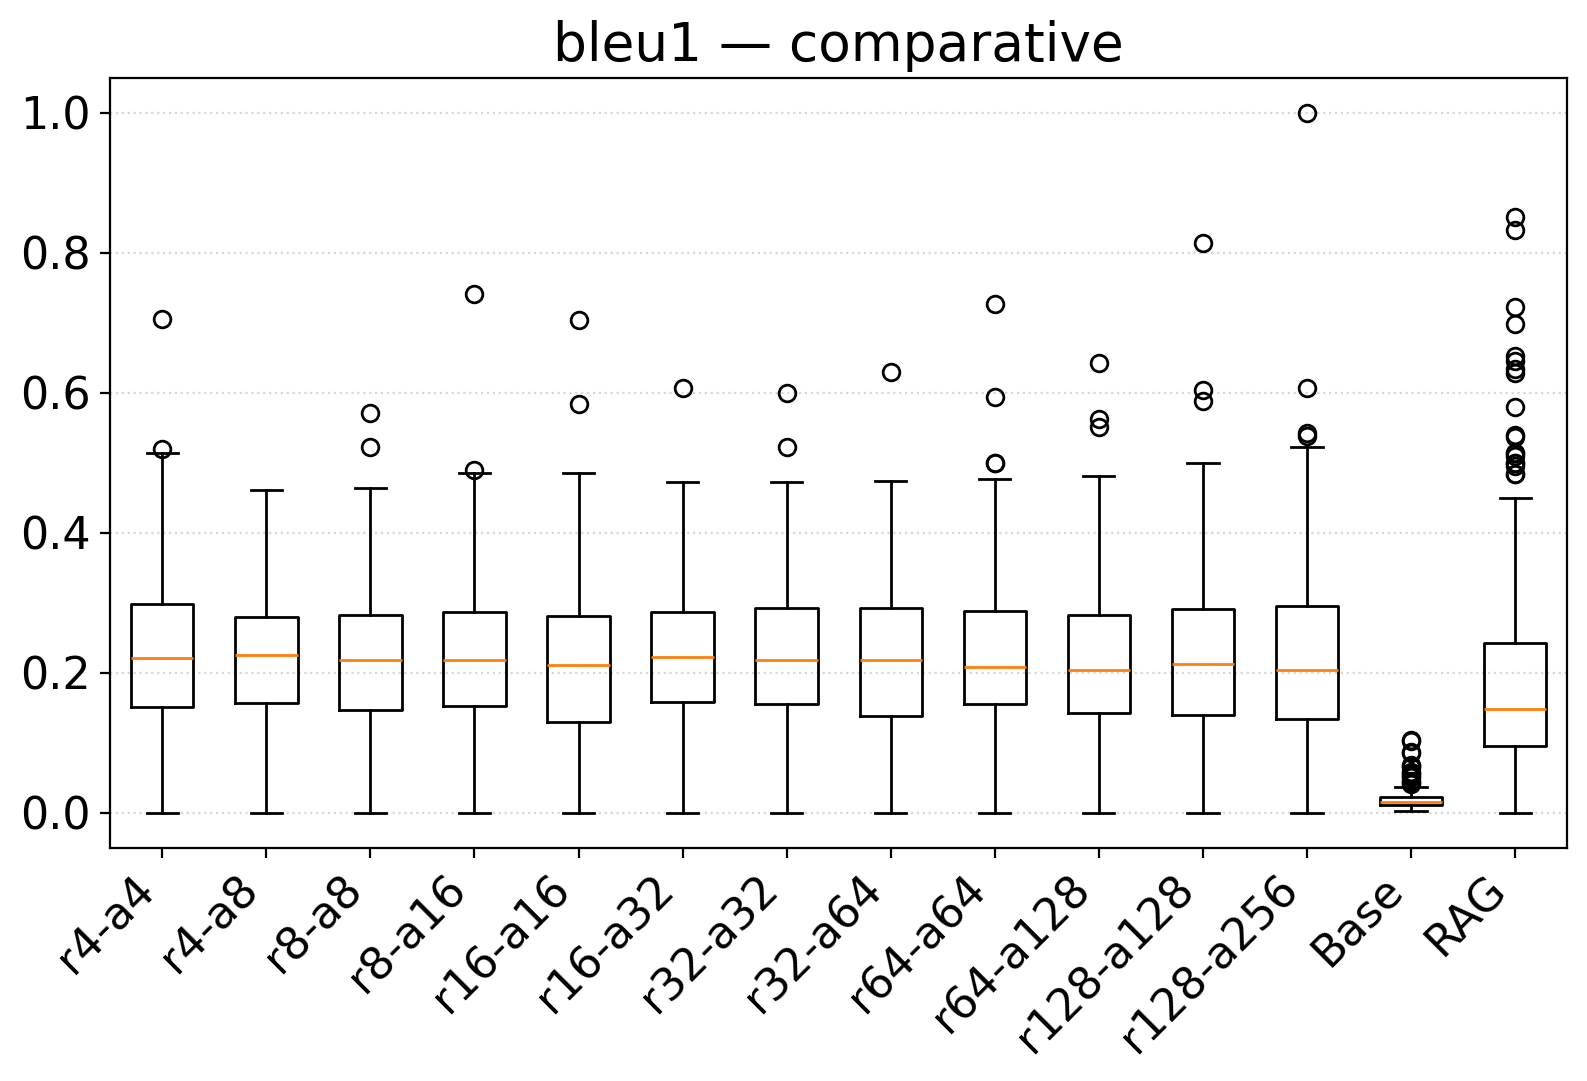 bleu1 — comparative
1.0
0.8
0.6
0.4
0.2
0.0
r4-a4
r4-a8
r8-a8
r8-a16
r16-a16
r16-a32
r32-a32
r32-a64
r64-a64
r64-a128
r128-a128
r128-a256
Base
RAG